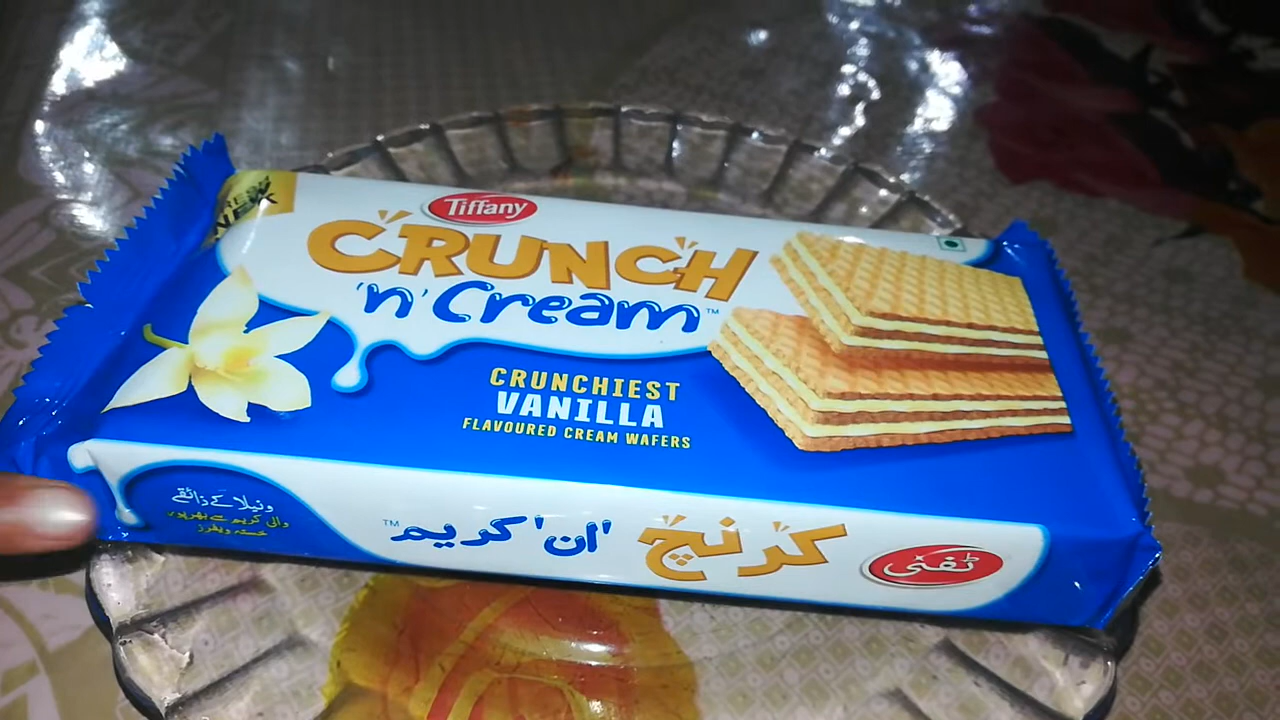 NEW
Tiffany
CRUNCH
'n' Cream™
CRUNCHIEST
VANILLA
FLAVOURED CREAM WAFERS
ٹفنی
کرنچ 'ان' کریم™
ونیلا کے ذائقے
والی کریم سے بھرپور
خستہ ویفرز